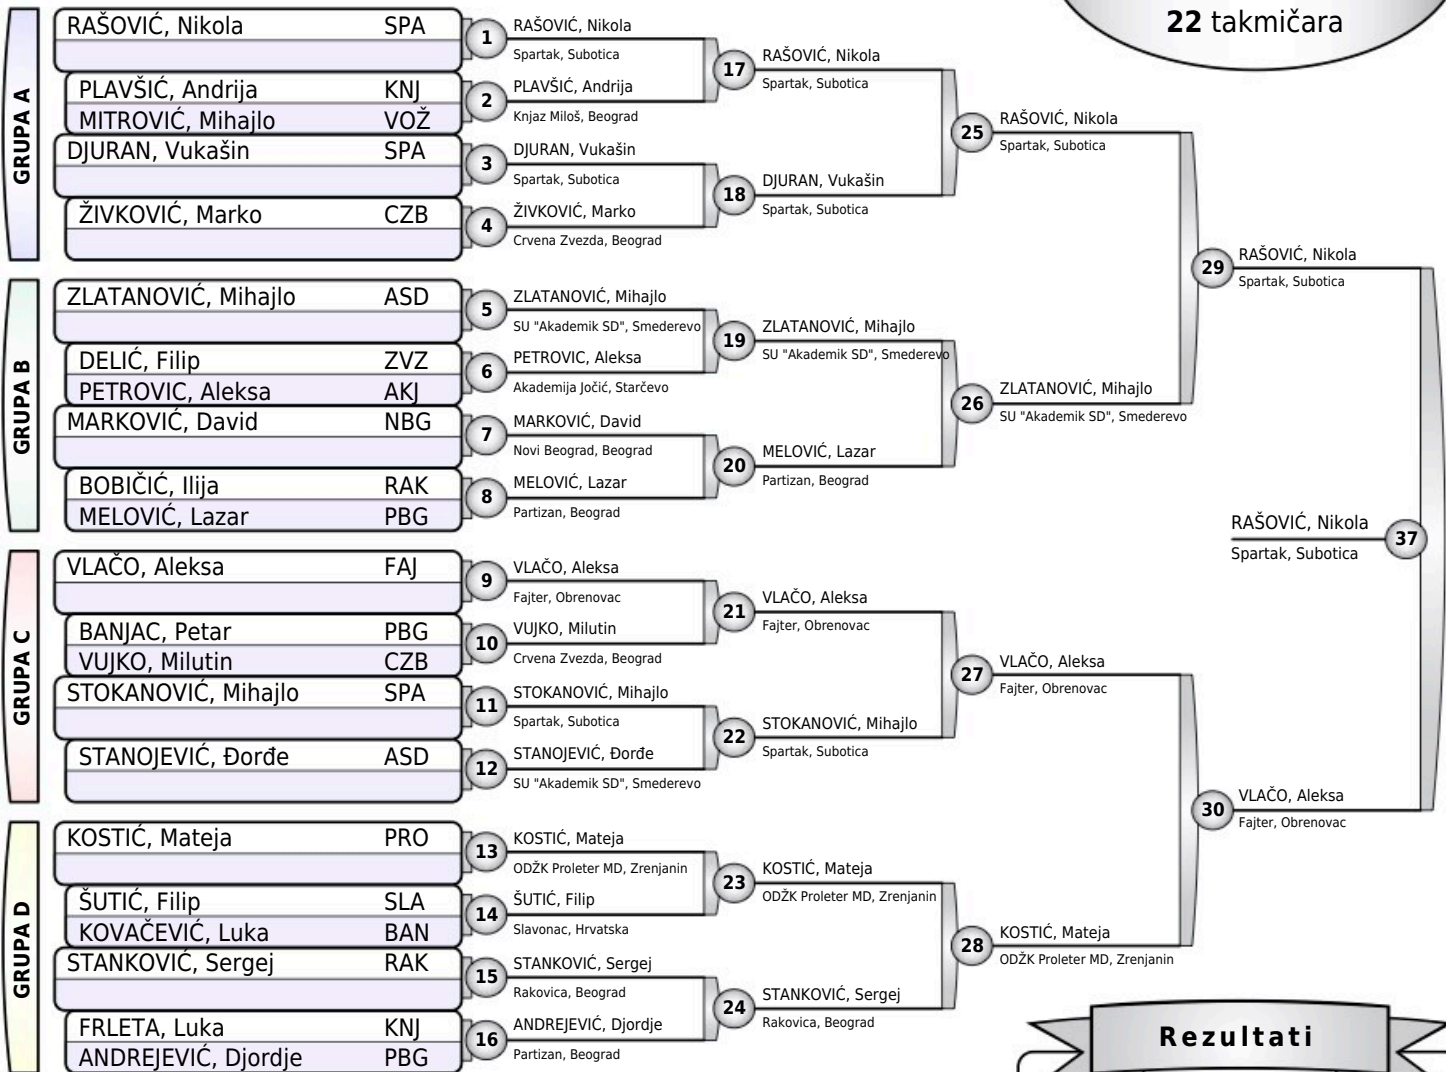 22 takmičara
GRUPA A
RAŠOVIĆ, Nikola SPA
PLAVŠIĆ, Andrija KNJ
MITROVIĆ, Mihajlo VOŽ
DJURAN, Vukašin SPA
ŽIVKOVIĆ, Marko CZB
GRUPA B
ZLATANOVIĆ, Mihajlo ASD
DELIĆ, Filip ZVZ
PETROVIC, Aleksa AKJ
MARKOVIĆ, David NBG
BOBIČIĆ, Ilija RAK
MELOVIĆ, Lazar PBG
GRUPA C
VLAČO, Aleksa FAJ
BANJAC, Petar PBG
VUJKO, Milutin CZB
STOKANOVIĆ, Mihajlo SPA
STANOJEVIĆ, Đorđe ASD
GRUPA D
KOSTIĆ, Mateja PRO
ŠUTIĆ, Filip SLA
KOVAČEVIĆ, Luka BAN
STANKOVIĆ, Sergej RAK
FRLETA, Luka KNJ
ANDREJEVIĆ, Djordje PBG
1 RAŠOVIĆ, Nikola
Spartak, Subotica
2 PLAVŠIĆ, Andrija
Knjaz Miloš, Beograd
3 DJURAN, Vukašin
Spartak, Subotica
4 ŽIVKOVIĆ, Marko
Crvena Zvezda, Beograd
5 ZLATANOVIĆ, Mihajlo
SU "Akademik SD", Smederevo
6 PETROVIC, Aleksa
Akademija Jočić, Starčevo
7 MARKOVIĆ, David
Novi Beograd, Beograd
8 MELOVIĆ, Lazar
Partizan, Beograd
9 VLAČO, Aleksa
Fajter, Obrenovac
10 VUJKO, Milutin
Crvena Zvezda, Beograd
11 STOKANOVIĆ, Mihajlo
Spartak, Subotica
12 STANOJEVIĆ, Đorđe
SU "Akademik SD", Smederevo
13 KOSTIĆ, Mateja
ODŽK Proleter MD, Zrenjanin
14 ŠUTIĆ, Filip
Slavonac, Hrvatska
15 STANKOVIĆ, Sergej
Rakovica, Beograd
16 ANDREJEVIĆ, Djordje
Partizan, Beograd
17 RAŠOVIĆ, Nikola
Spartak, Subotica
18 DJURAN, Vukašin
Spartak, Subotica
19 ZLATANOVIĆ, Mihajlo
SU "Akademik SD", Smederevo
20 MELOVIĆ, Lazar
Partizan, Beograd
21 VLAČO, Aleksa
Fajter, Obrenovac
22 STOKANOVIĆ, Mihajlo
Spartak, Subotica
23 KOSTIĆ, Mateja
ODŽK Proleter MD, Zrenjanin
24 STANKOVIĆ, Sergej
Rakovica, Beograd
25 RAŠOVIĆ, Nikola
Spartak, Subotica
26 ZLATANOVIĆ, Mihajlo
SU "Akademik SD", Smederevo
27 VLAČO, Aleksa
Fajter, Obrenovac
28 KOSTIĆ, Mateja
ODŽK Proleter MD, Zrenjanin
29 RAŠOVIĆ, Nikola
Spartak, Subotica
30 VLAČO, Aleksa
Fajter, Obrenovac
RAŠOVIĆ, Nikola 37
Spartak, Subotica
Rezultati